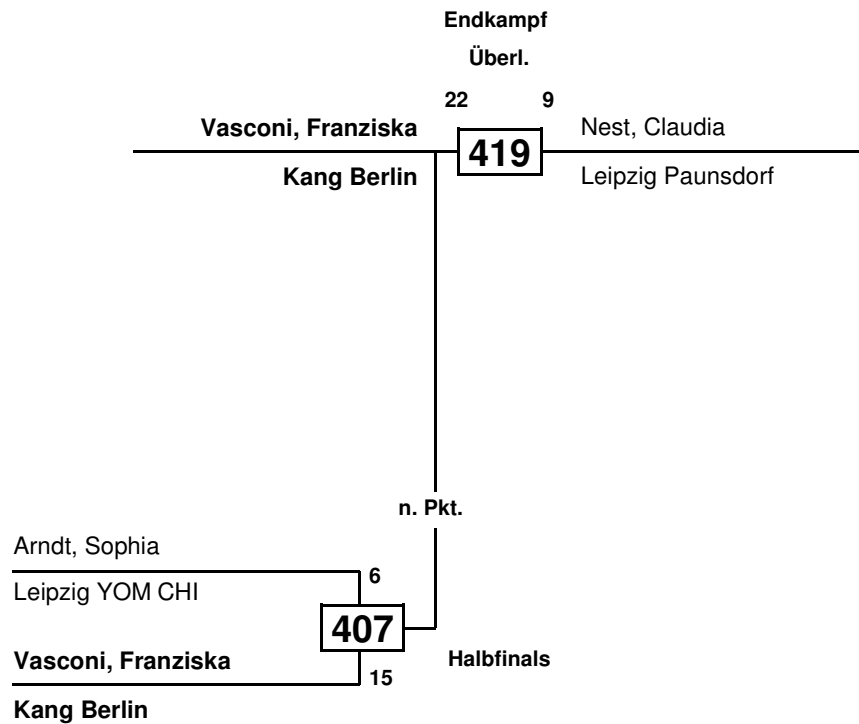 Endkampf
Überl.
22 9
Vasconi, Franziska 419 Nest, Claudia
Kang Berlin Leipzig Paunsdorf
n. Pkt.
Arndt, Sophia
6
Leipzig YOM CHI
407
Vasconi, Franziska Halbfinals
15
Kang Berlin